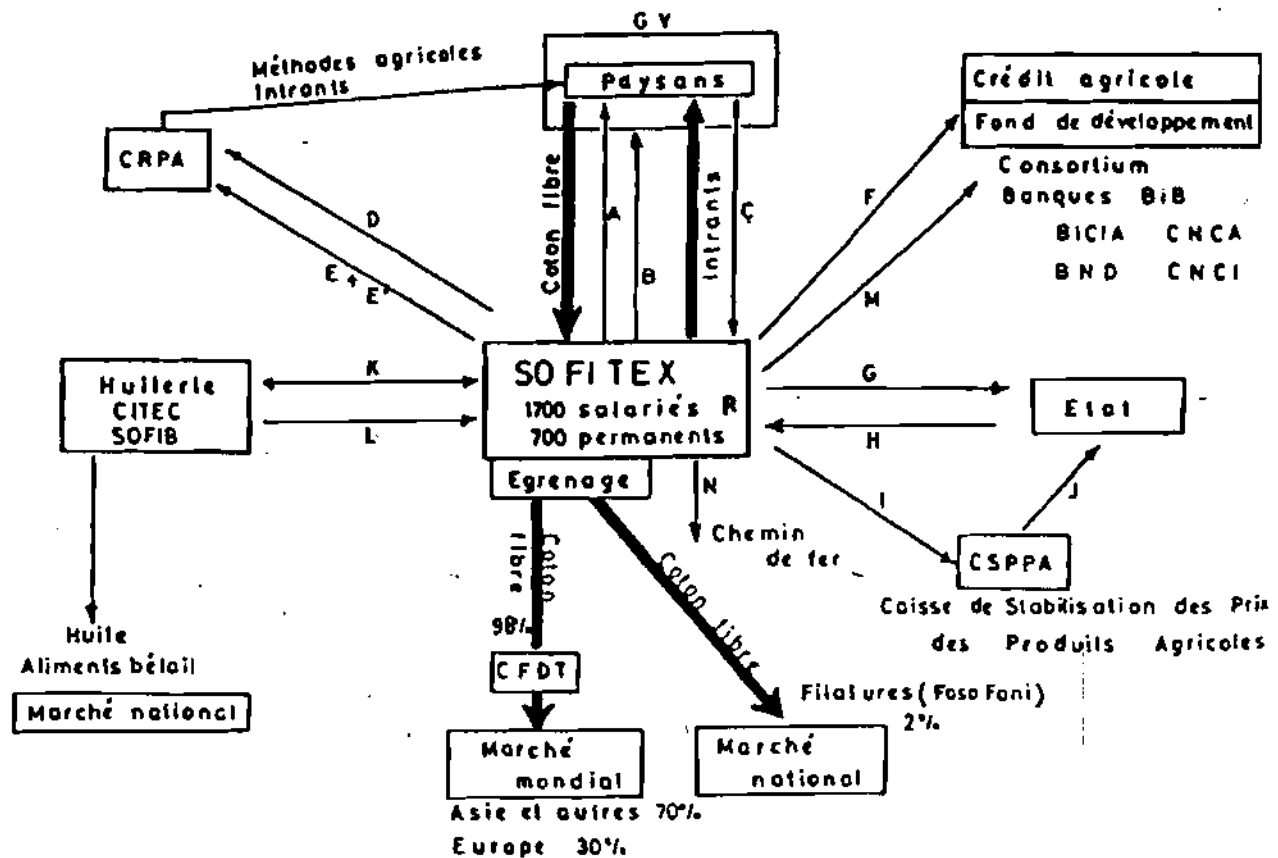 G V
Méthodes agricoles
Intrants
Paysans
Crédit agricole
Fond de développement
CRPA
Consortium
Banques BiB
BICIA CNCA
BND CNCI
Coton libre
A
B
Intrants
Ç
D
E + E'
F
M
Huilerie
CITEC
SOFIB
K
L
SOFITEX
1700 salariés R
700 permanents
G
H
Etat
Egrenage
N
I
J
Chemin
de fer
CSPPA
Caisse de Stabilisation des Prix
des Produits Agricoles
Coton
libre
98%
Coton libre
Huile
Aliments bétail
Marché national
CFDT
Filatures (Faso Fani)
2%
Marché
mondial
Marché
national
Asie et autres 70%
Europe 30%